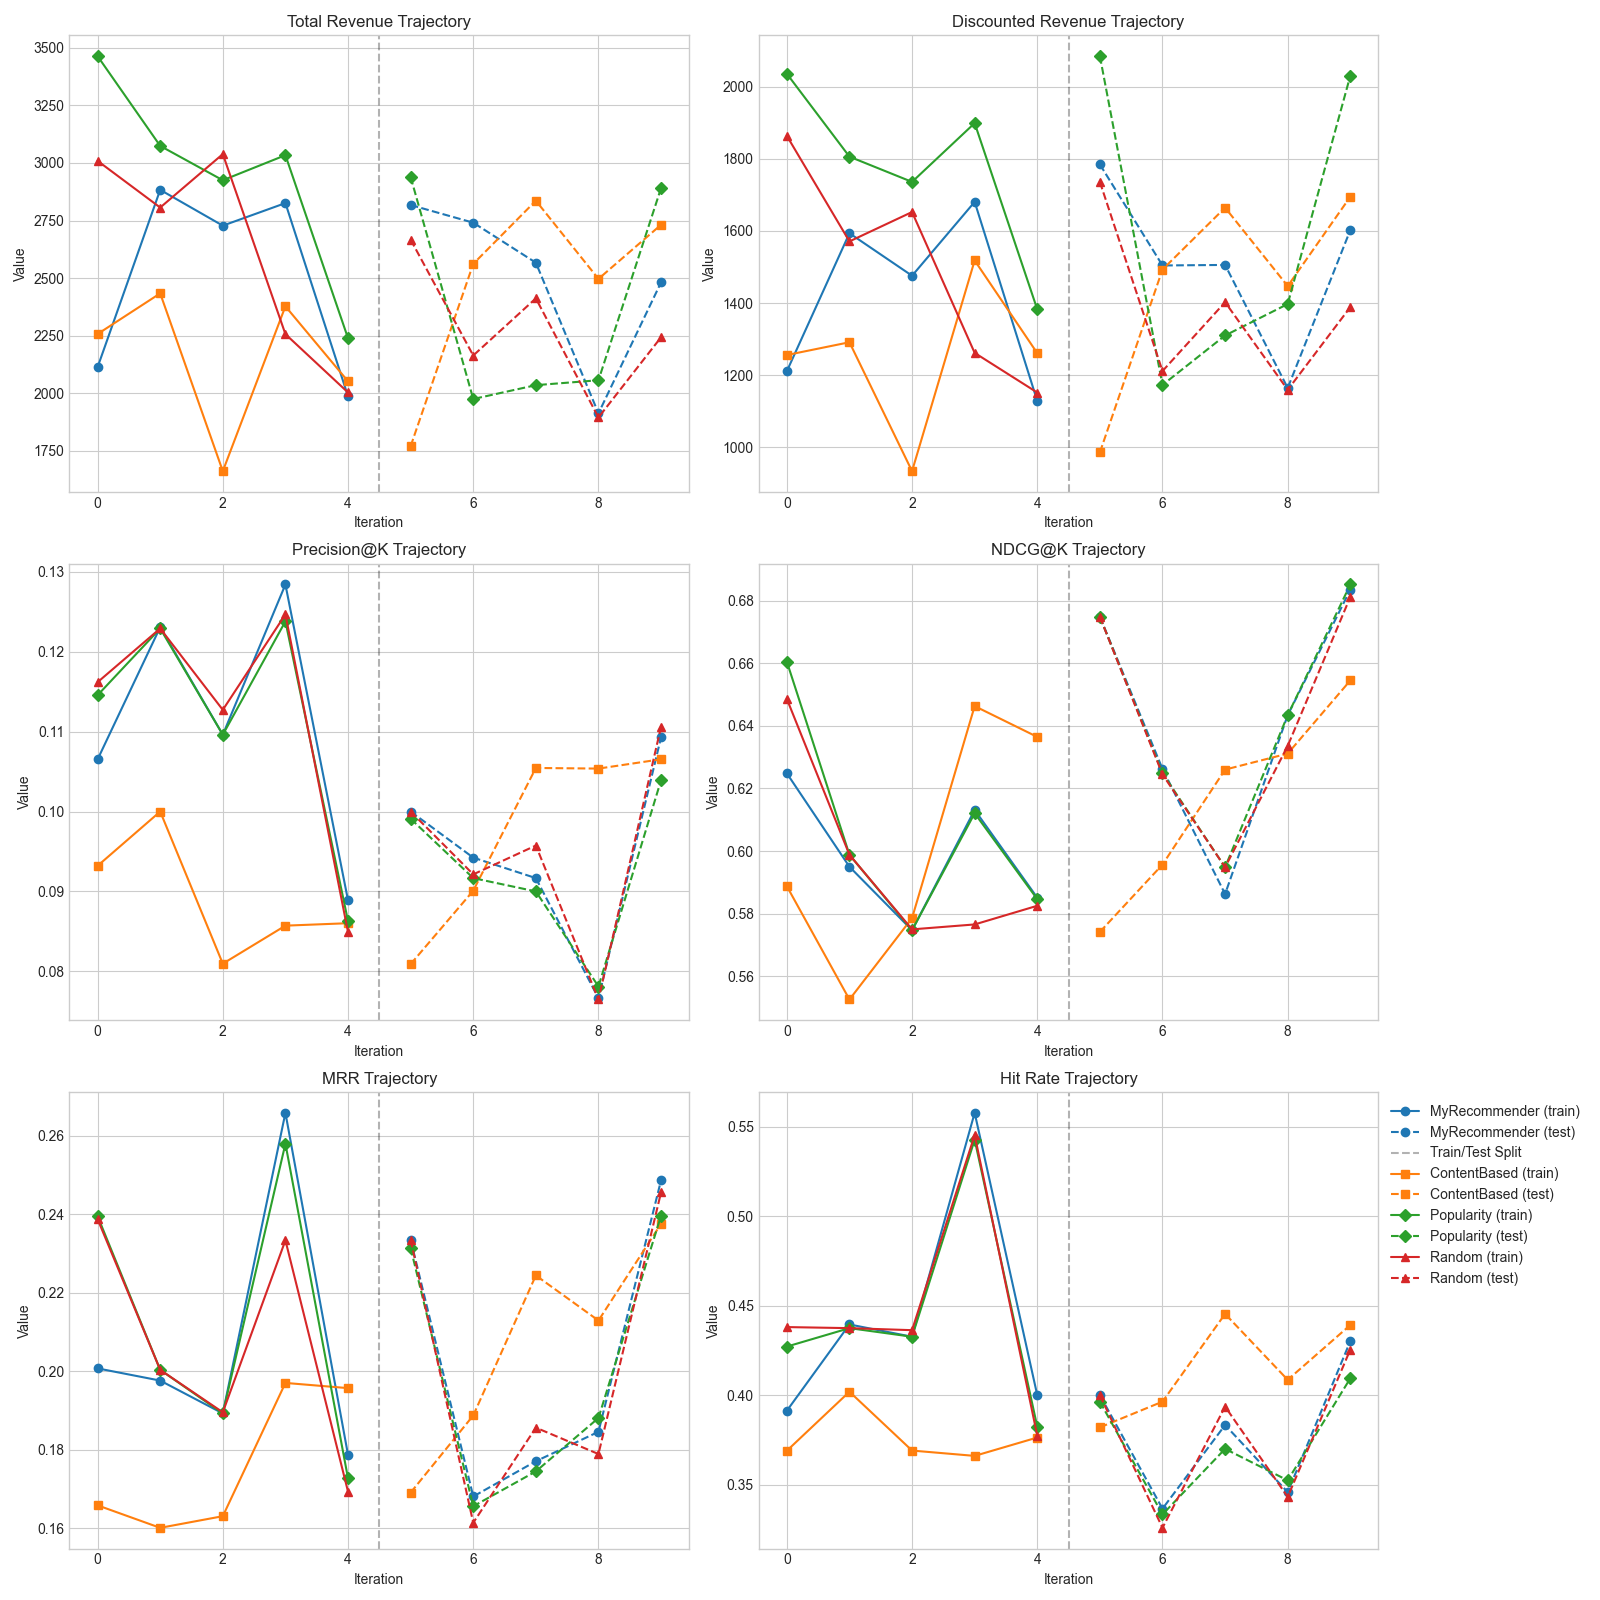 Total Revenue Trajectory
3500
3250
3000
2750
2500
2250
2000
1750
Value
0 2 4 6 8
Iteration
Discounted Revenue Trajectory
2000
1800
1600
1400
1200
1000
Value
0 2 4 6 8
Iteration
Precision@K Trajectory
0.13
0.12
0.11
0.10
0.09
0.08
Value
0 2 4 6 8
Iteration
NDCG@K Trajectory
0.68
0.66
0.64
0.62
0.60
0.58
0.56
Value
0 2 4 6 8
Iteration
MRR Trajectory
0.26
0.24
0.22
0.20
0.18
0.16
Value
0 2 4 6 8
Iteration
Hit Rate Trajectory
0.55
0.50
0.45
0.40
0.35
Value
0 2 4 6 8
Iteration
MyRecommender (train)
MyRecommender (test)
Train/Test Split
ContentBased (train)
ContentBased (test)
Popularity (train)
Popularity (test)
Random (train)
Random (test)